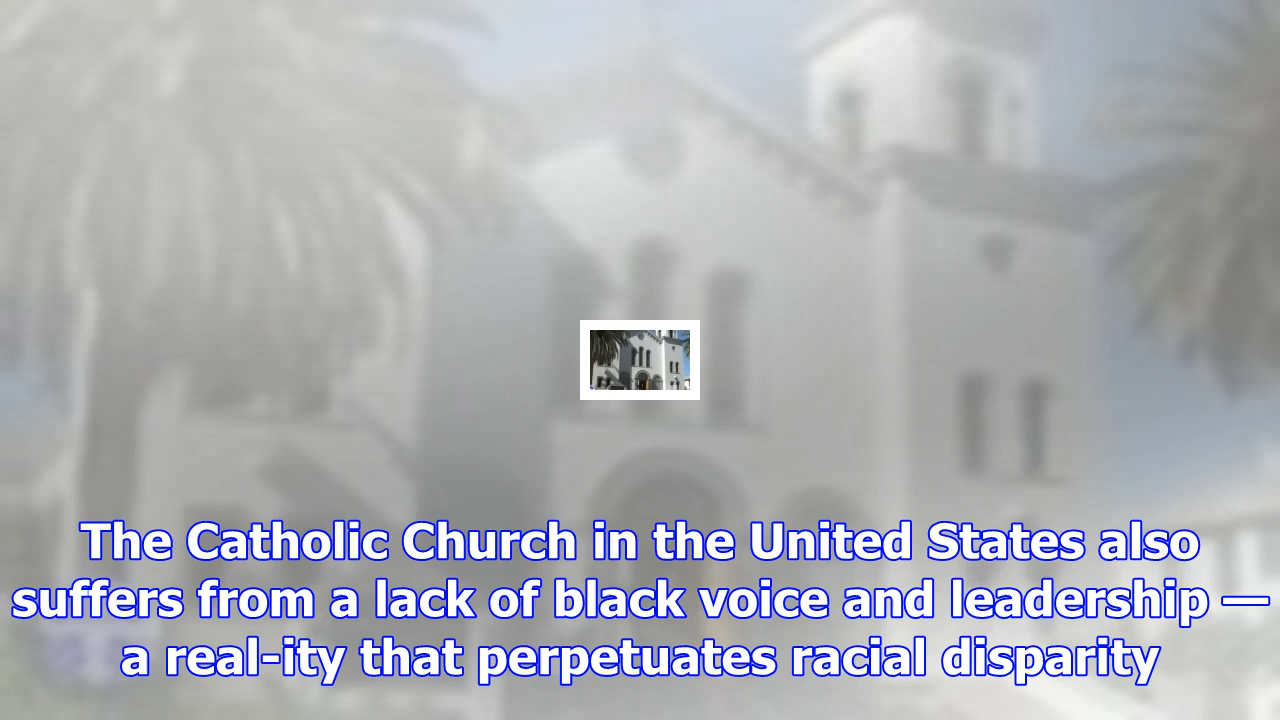 The Catholic Church in the United States also
suffers from a lack of black voice and leadership —
a real-ity that perpetuates racial disparity